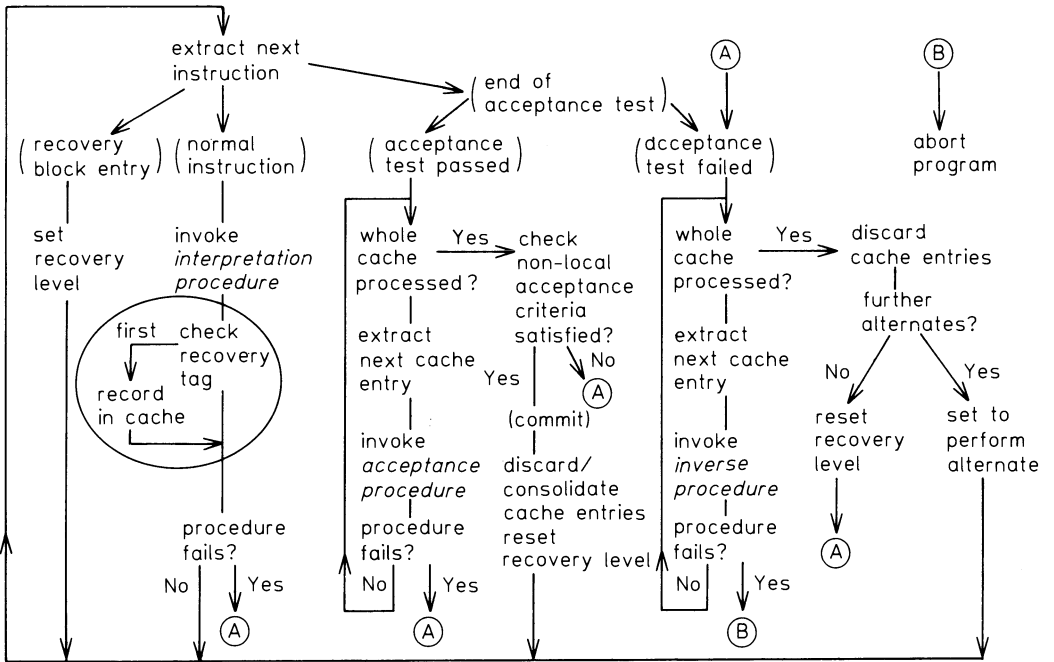 extract next
instruction
(recovery
block entry)
set
recovery
level
(normal
instruction)
invoke
interpretation
procedure
first
check
recovery
tag
record
in cache
procedure
fails?
No
Yes
A
(end of
acceptance test)
(acceptance
test passed)
whole
cache
processed?
Yes
extract
next cache
entry
invoke
acceptance
procedure
procedure
fails?
No
Yes
A
check
non-local
acceptance
criteria
satisfied?
Yes
No
A
(commit)
discard/
consolidate
cache entries
reset
recovery level
A
(dcceptance
test failed)
whole
cache
processed?
Yes
extract
next cache
entry
invoke
inverse
procedure
procedure
fails?
No
Yes
B
discard
cache entries
further
alternates?
No
Yes
reset
recovery
level
A
set to
perform
alternate
B
abort
program